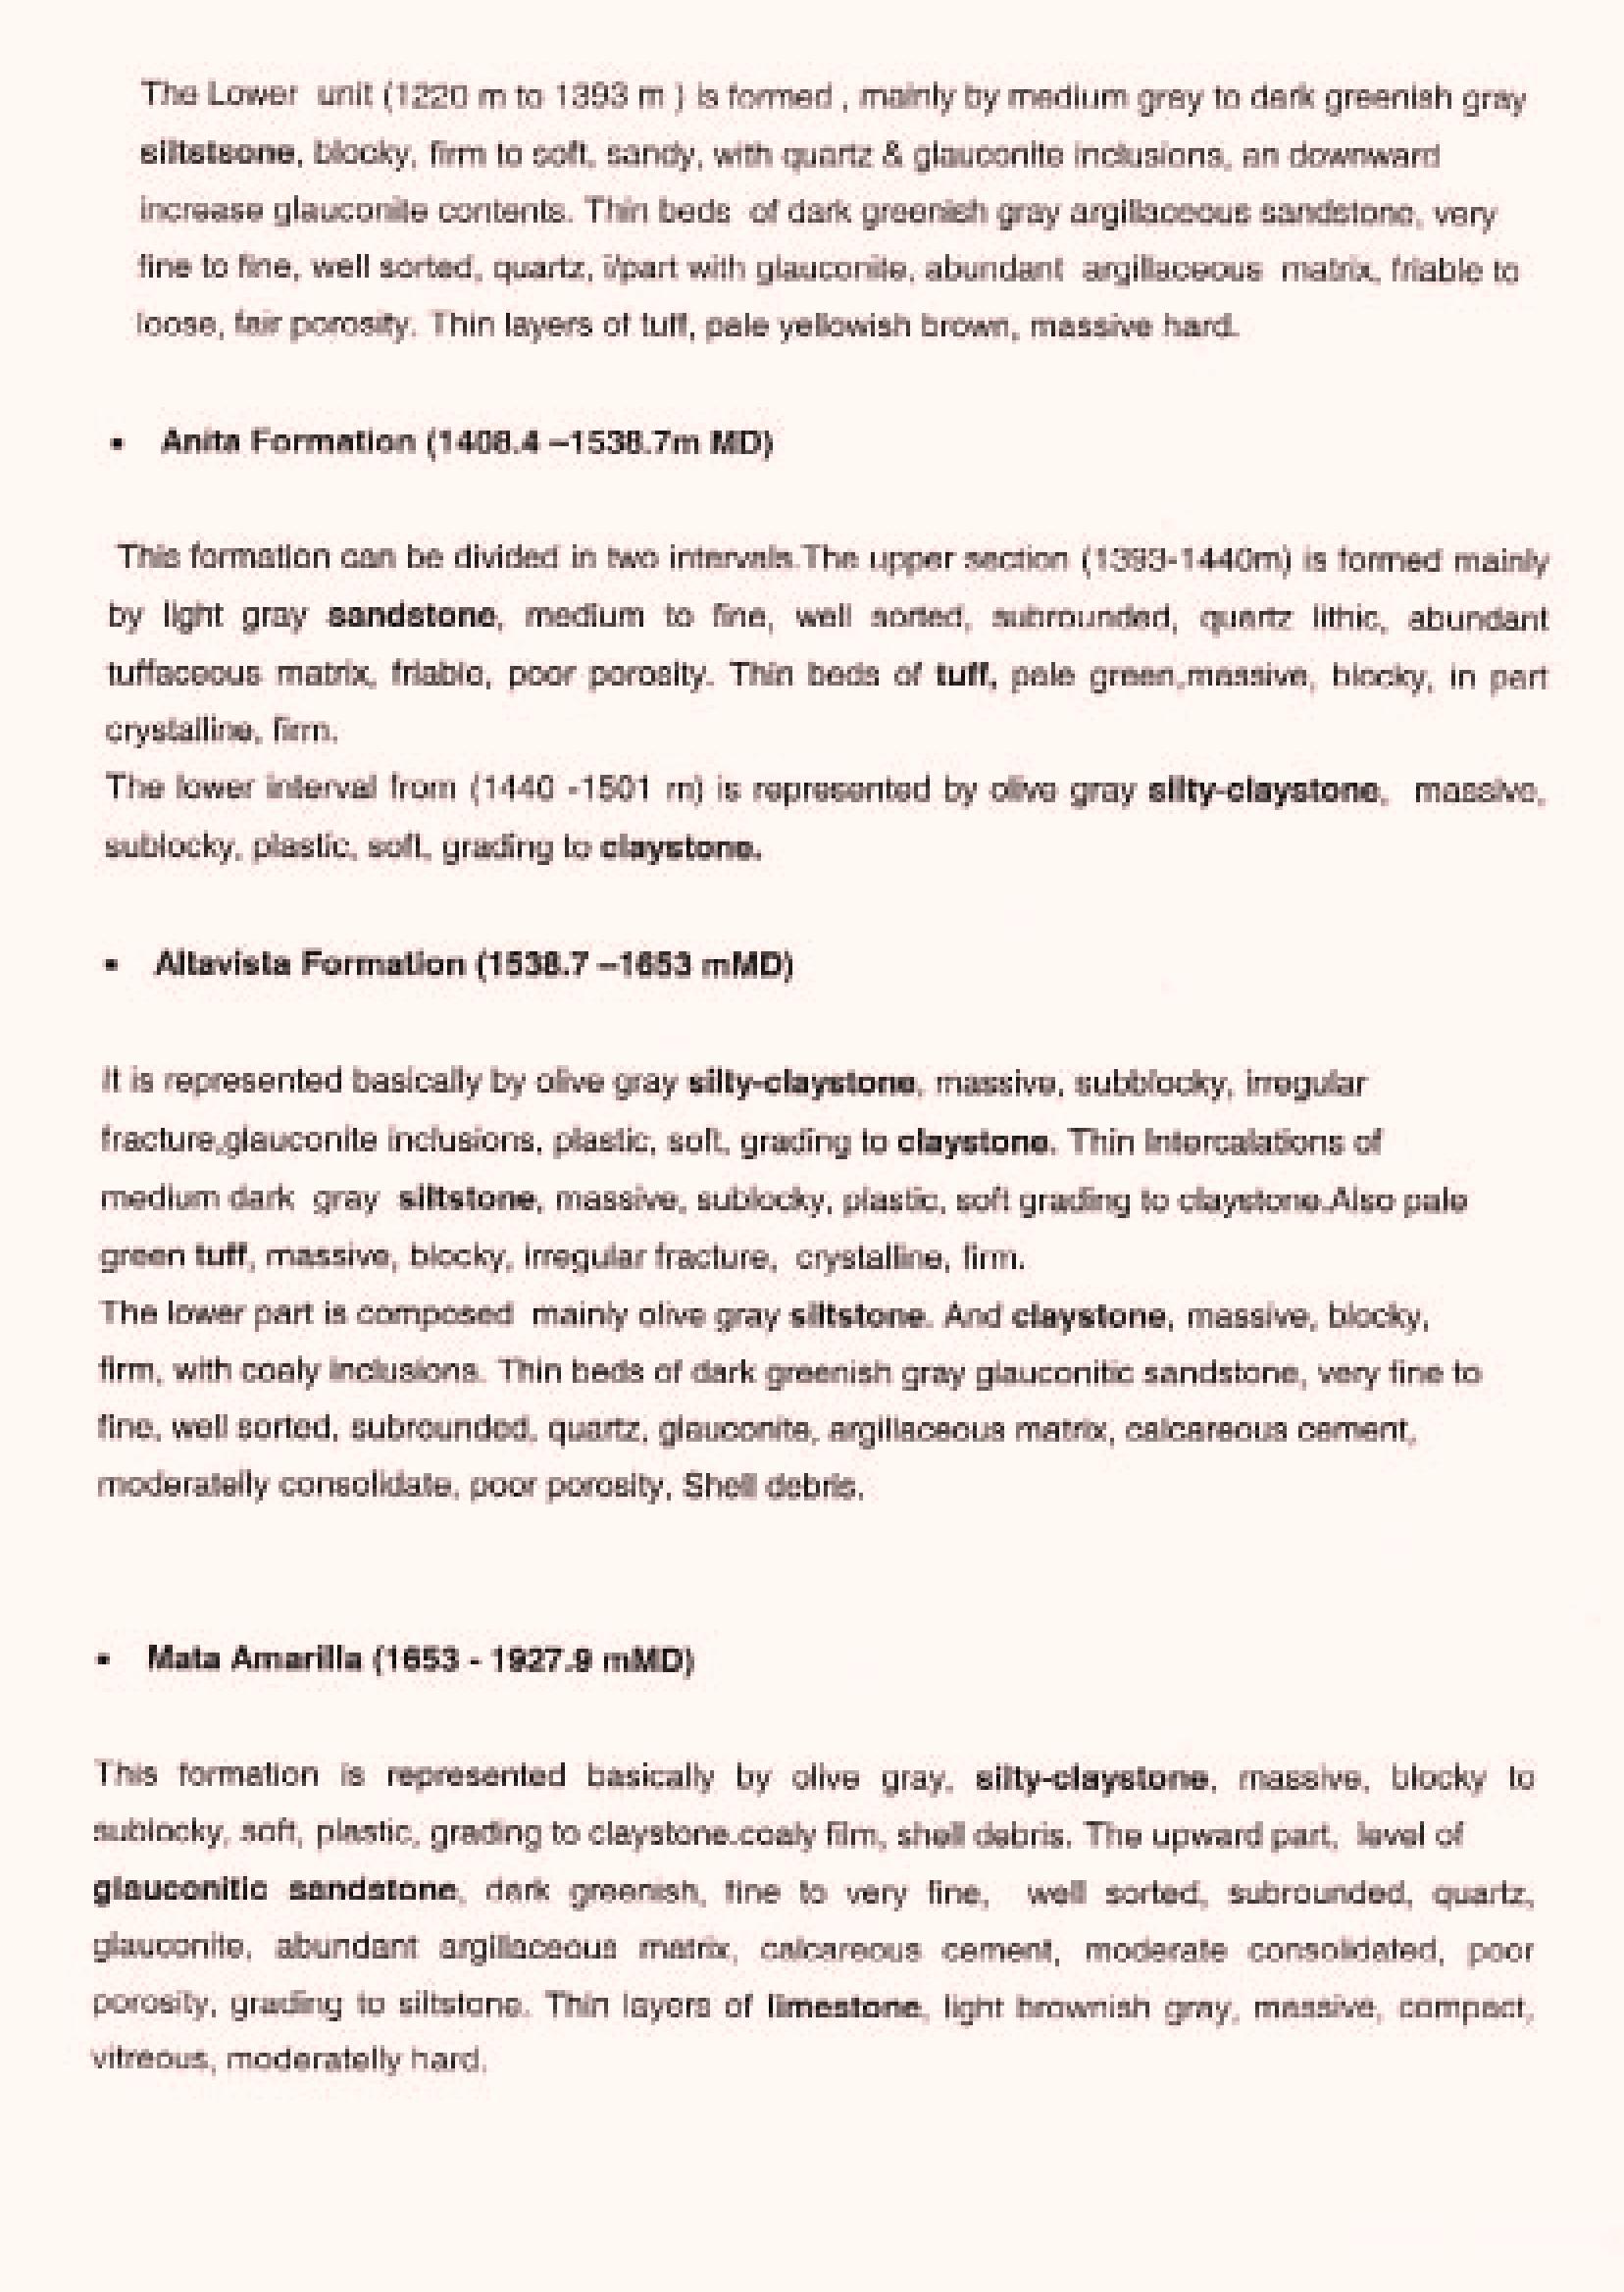 The Lower unit (1220 m to 1393 m ) is formed , mainly by medium gray to dark greenish gray
siltstsone, blocky, firm to soft, sandy, with quartz & glauconite inclusions, an downward
increase glauconite contents. Thin beds of dark greenish gray argillaceous sandstone, very
fine to fine, well sorted, quartz, i/part with glauconite, abundant argillaceous matrix, friable to
loose, fair porosity. Thin layers of tuff, pale yellowish brown, massive hard.
• Anita Formation (1408.4 –1538.7m MD)
This formation can be divided in two intervals.The upper section (1393-1440m) is formed mainly
by light gray sandstone, medium to fine, well sorted, subrounded, quartz lithic, abundant
tuffaceous matrix, friable, poor porosity. Thin beds of tuff, pale green,massive, blocky, in part
crystalline, firm.
The lower interval from (1440 -1501 m) is represented by olive gray silty-claystone, massive,
sublocky, plastic, soft, grading to claystone.
• Altavista Formation (1538.7 –1653 mMD)
It is represented basically by olive gray silty-claystone, massive, subblocky, irregular
fracture,glauconite inclusions, plastic, soft, grading to claystone. Thin Intercalations of
medium dark gray siltstone, massive, sublocky, plastic, soft grading to claystone.Also pale
green tuff, massive, blocky, irregular fracture, crystalline, firm.
The lower part is composed mainly olive gray siltstone. And claystone, massive, blocky,
firm, with coaly inclusions. Thin beds of dark greenish gray glauconitic sandstone, very fine to
fine, well sorted, subrounded, quartz, glauconite, argillaceous matrix, calcareous cement,
moderatelly consolidate, poor porosity, Shell debris.
• Mata Amarilla (1653 - 1927.9 mMD)
This formation is represented basically by olive gray, silty-claystone, massive, blocky to
sublocky, soft, plastic, grading to claystone.coaly film, shell debris. The upward part, level of
glauconitic sandstone, dark greenish, fine to very fine, well sorted, subrounded, quartz,
glauconite, abundant argillaceous matrix, calcareous cement, moderate consolidated, poor
porosity, grading to siltstone. Thin layers of limestone, light brownish gray, massive, compact,
vitreous, moderatelly hard.